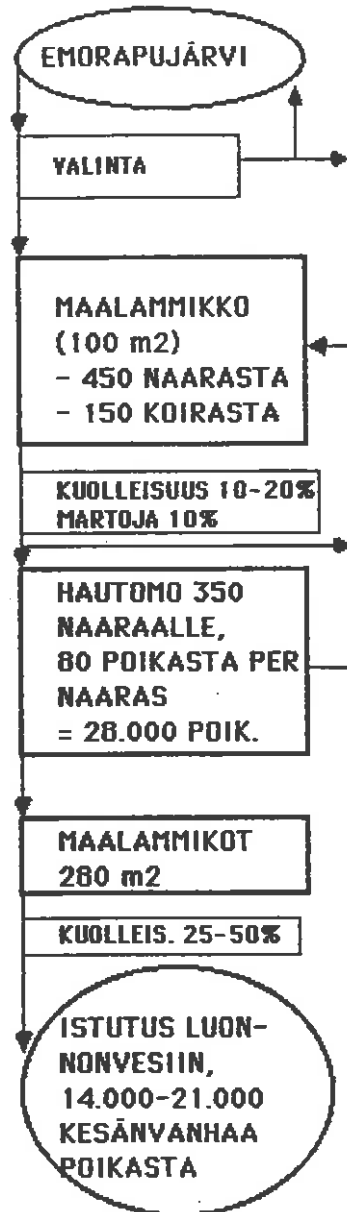 EMORAPUJÄRVI
VALINTA
MAALAMMIKKO
(100 m2)
- 450 NAARASTA
- 150 KOIRASTA
KUOLLEISUUS 10-20%
MARTOJA 10%
HAUTOMO 350
NAARAALLE,
80 POIKASTA PER
NAARAS
= 28.000 POIK.
MAALAMMIKOT
280 m2
KUOLLEIS. 25-50%
ISTUTUS LUON-
NONVESIIN,
14.000-21.000
KESÄNVANHAA
POIKASTA